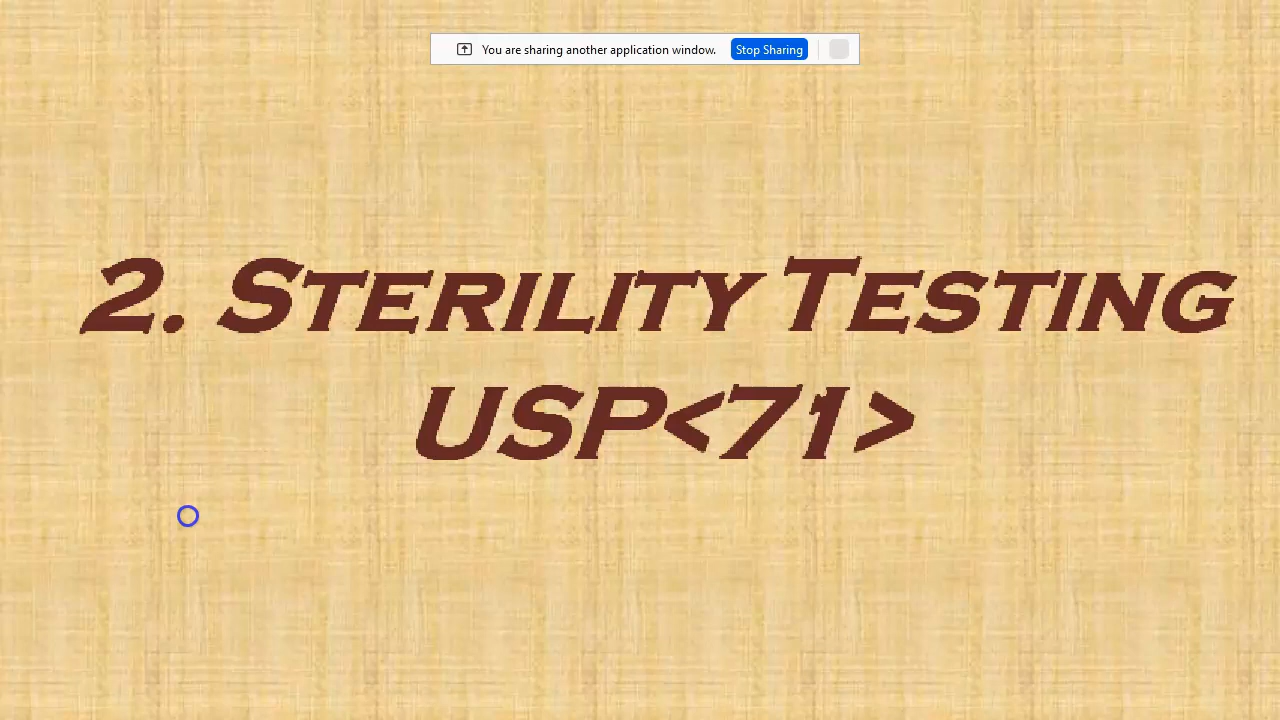 You are sharing another application window. Stop Sharing
2. Sterility Testing
USP<71>